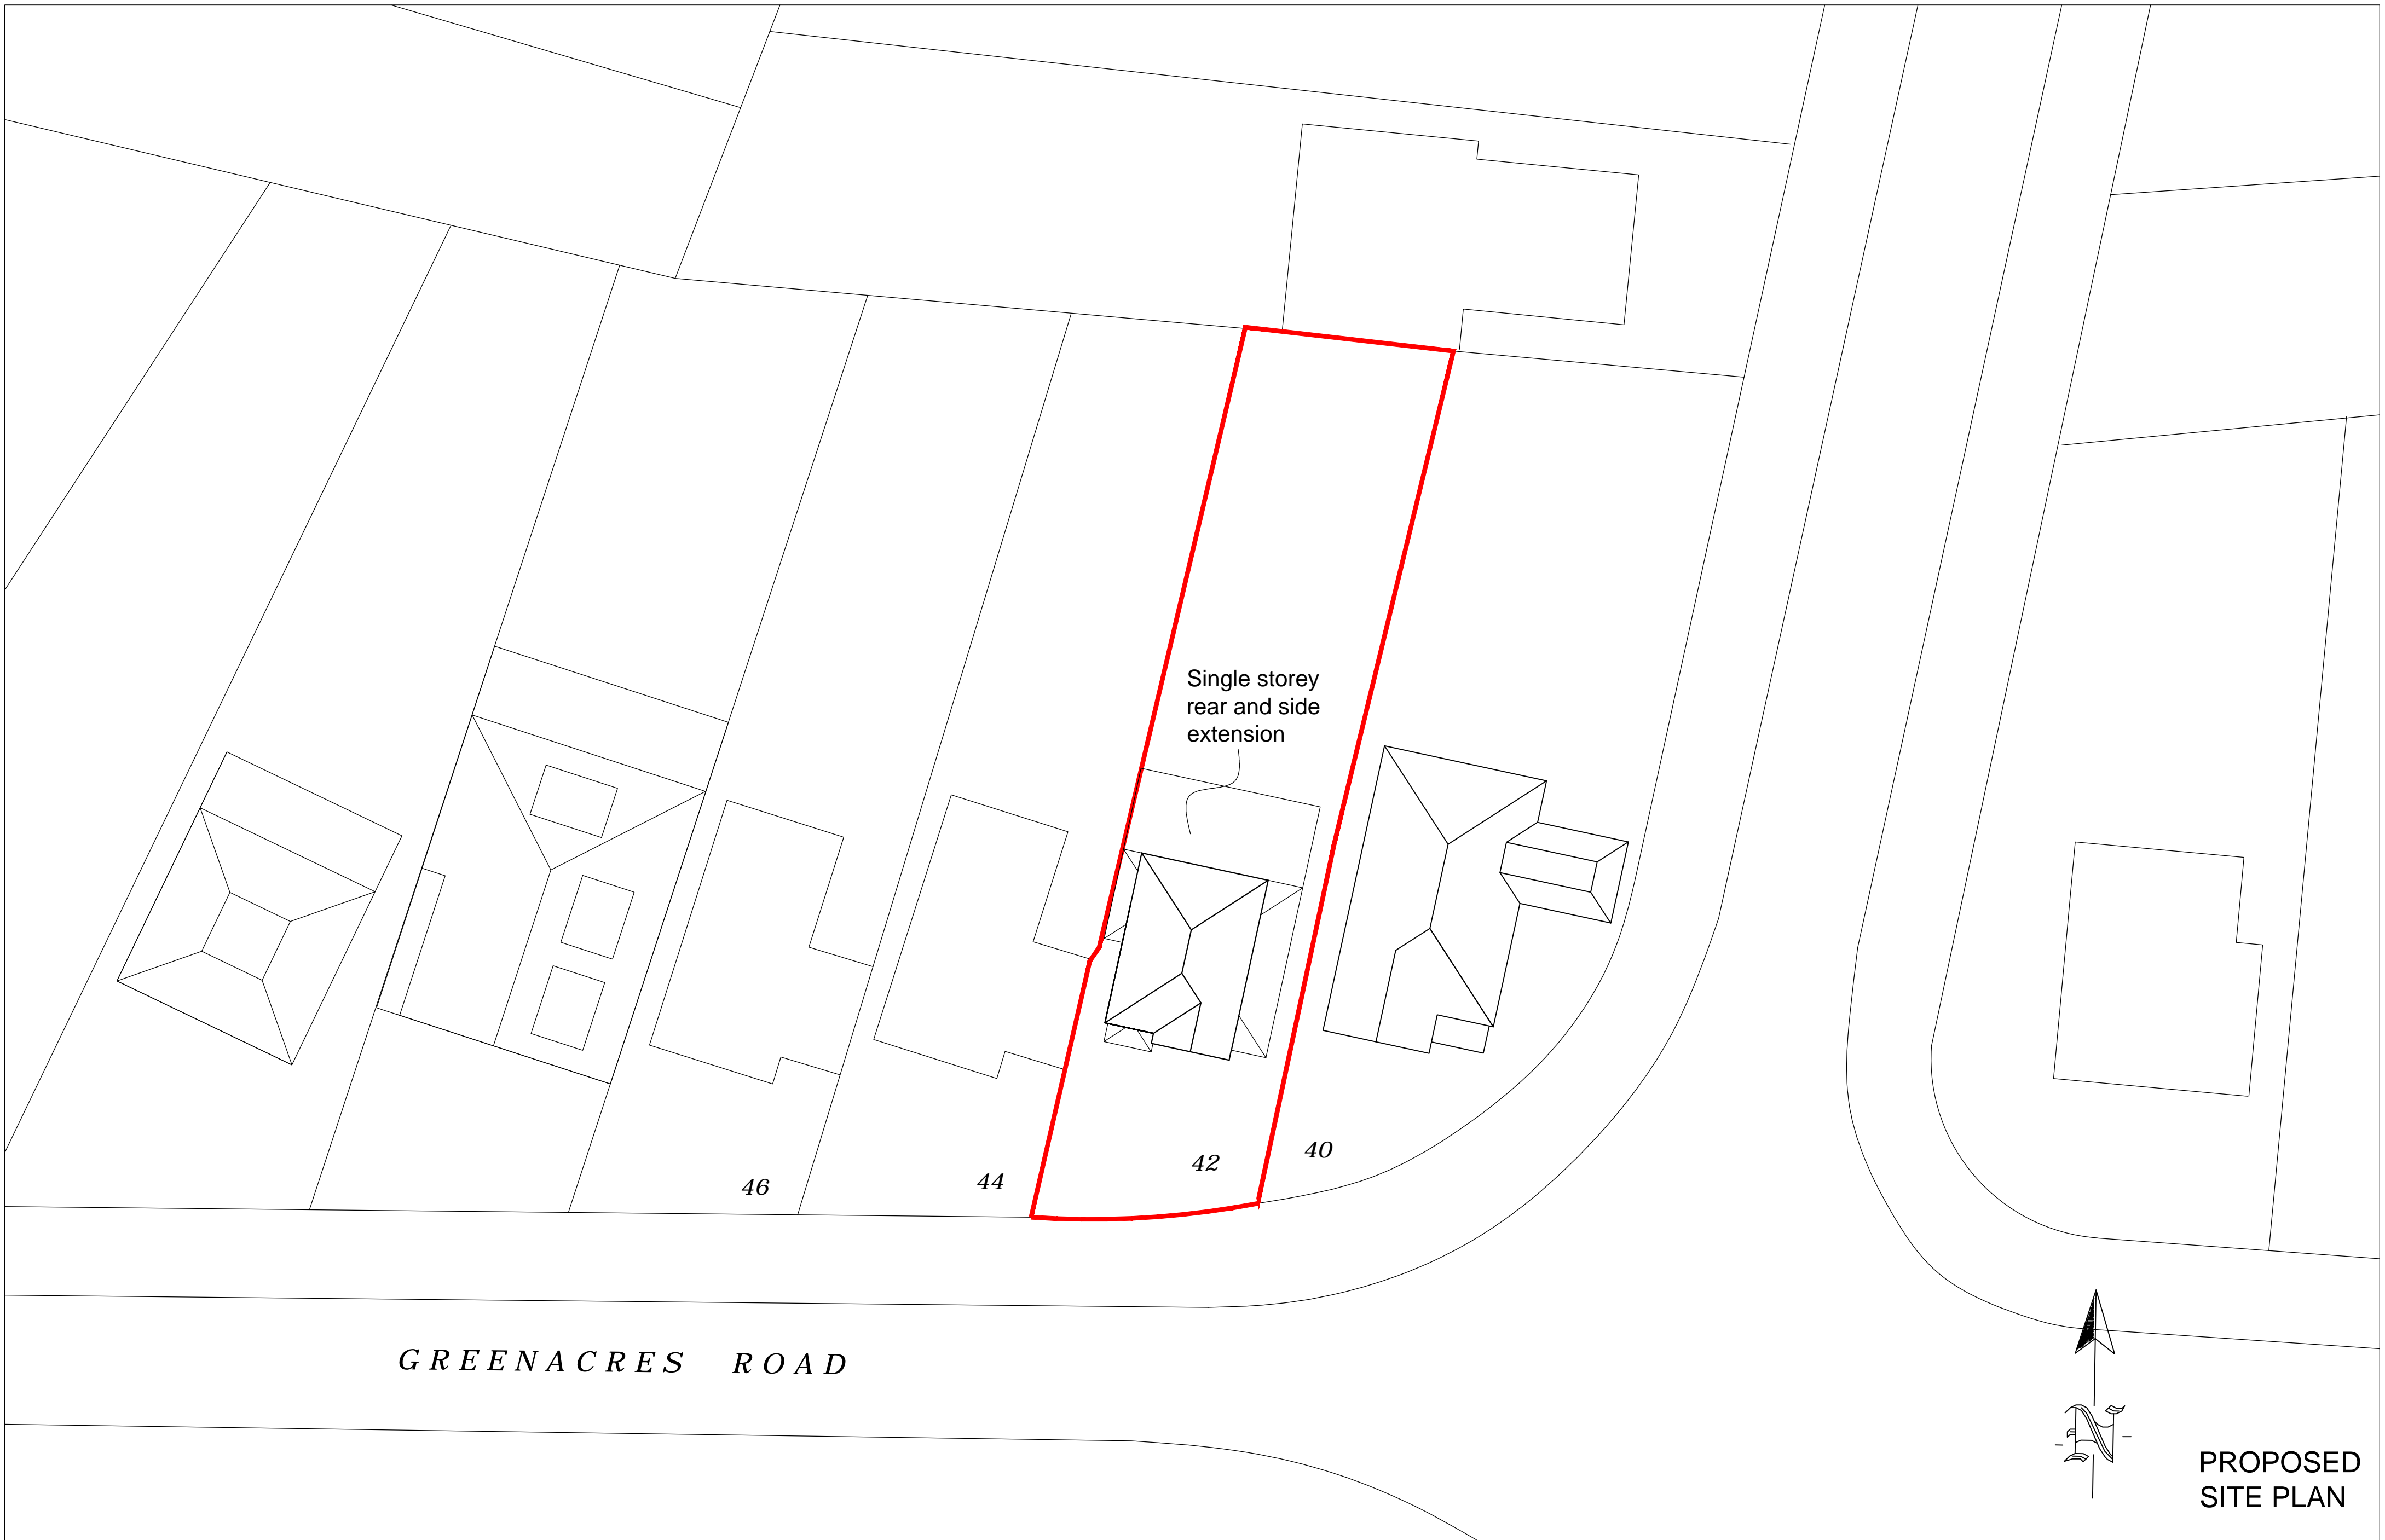 Single storey
rear and side
extension
46
44
42
40
GREENACRES ROAD
N
PROPOSED
SITE PLAN